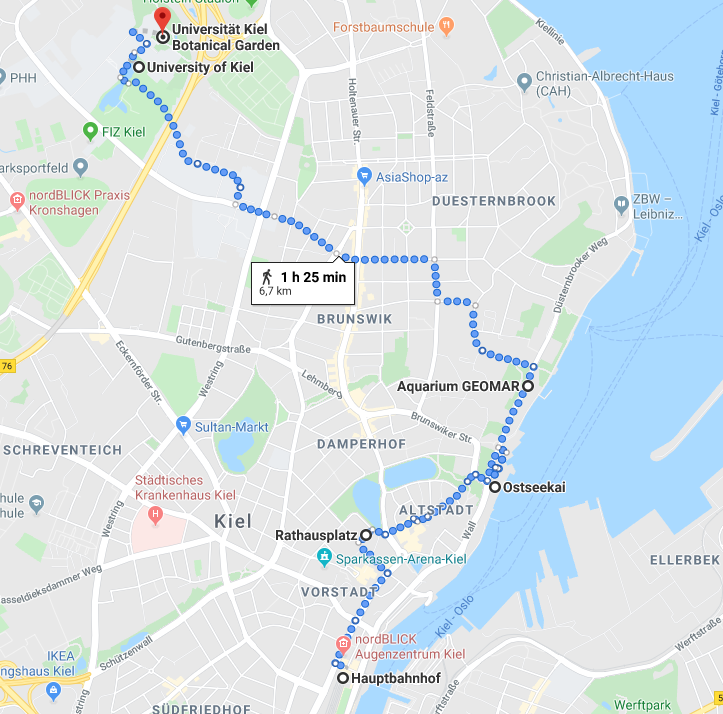 Holstein Stadion
Universität Kiel
Botanical Garden
University of Kiel
PHH
FIZ Kiel
arksportfeld
nordBLICK Praxis
Kronshagen
Forstbaumschule
Kiellinie
Christian-Albrecht-Haus
(CAH)
Holtenauer Str.
Feldstraße
AsiaShop-az
DUESTERNBROOK
ZBW –
Leibniz...
Kiel - Göteborg
Kiel - Oslo
Düsternbrooker Weg
1 h 25 min
6,7 km
BRUNSWIK
76
Gutenbergstraße
Eckernförder Str.
Westring
Lehmberg
Aquarium GEOMAR
Brunswiker Str.
Sultan-Markt
SCHREVENTEICH
DAMPERHOF
Städtisches
Krankenhaus Kiel
Ostseekai
ALTSTADT
Wall
chule
hule
Westring
Kiel
Rathausplatz
Sparkassen-Arena-Kiel
ELLERBEK
asseldieksdammer Weg
VORSTADT
Kiel - Oslo
nordBLICK
Augenzentrum Kiel
Werftstraße
Schützenwall
IKEA
ngshaus Kiel
Hauptbahnhof
rftstraße
Werftpark
5
SÜDFRIEDHOF